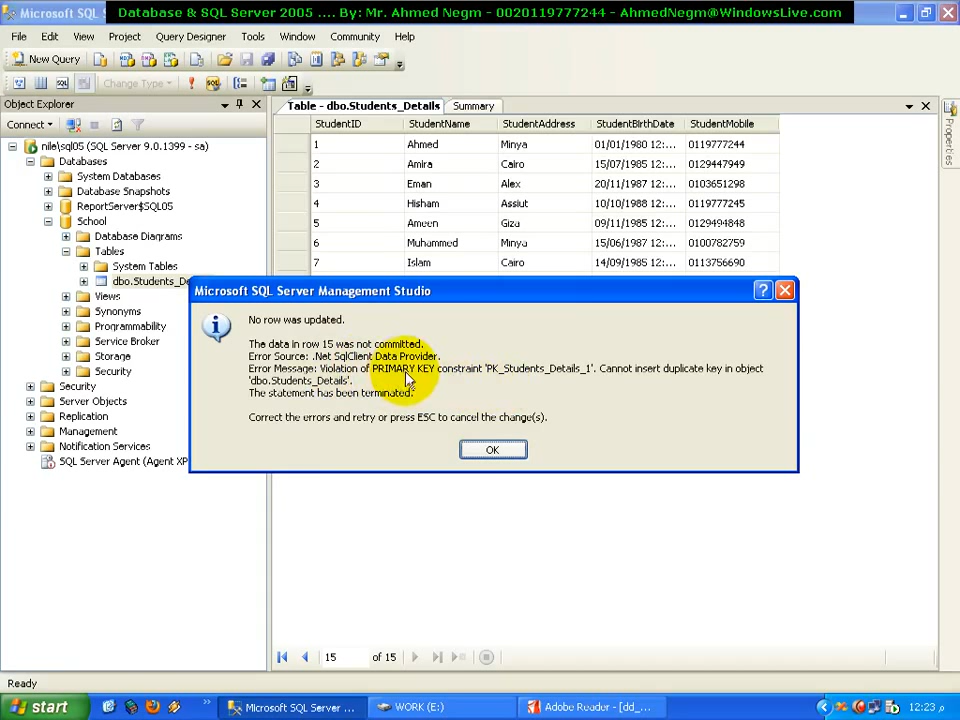 Microsoft SQL S
Database & SQL Server 2005 .... By: Mr. Ahmed Negm - 0020119777244 - AhmedNegm@WindowsLive.com
File Edit View Project Query Designer Tools Window Community Help
New Query
Change Type
Object Explorer
Table - dbo.Students_Details Summary
Connect
Properties
StudentID StudentName StudentAddress StudentBirthDate StudentMobile
nile\sql05 (SQL Server 9.0.1399 - sa)
1 Ahmed Minya 01/01/1980 12:... 0119777244
Databases
2 Amira Cairo 15/07/1985 12:... 0129447949
System Databases
3 Eman Alex 20/11/1987 12:... 0103651298
Database Snapshots
ReportServer$SQL05
4 Hisham Assiut 10/10/1988 12:... 0119777245
School
5 Ameen Giza 09/11/1985 12:... 0129494848
Database Diagrams
6 Muhammed Minya 15/06/1987 12:... 0100782759
Tables
7 Islam Cairo 14/09/1985 12:... 0113756690
System Tables
dbo.Students_De
Views
Synonyms
Programmability
Service Broker
Storage
Security
Security
Server Objects
Replication
Management
Notification Services
SQL Server Agent (Agent XP
Microsoft SQL Server Management Studio
No row was updated.
The data in row 15 was not committed.
Error Source: .Net SqlClient Data Provider.
Error Message: Violation of PRIMARY KEY constraint 'PK_Students_Details_1'. Cannot insert duplicate key in object
'dbo.Students_Details'.
The statement has been terminated.
Correct the errors and retry or press ESC to cancel the change(s).
OK
15 of 15
Ready
start Microsoft SQL Server ... WORK (E:) Adobe Reader - [dd_... 12:23 م